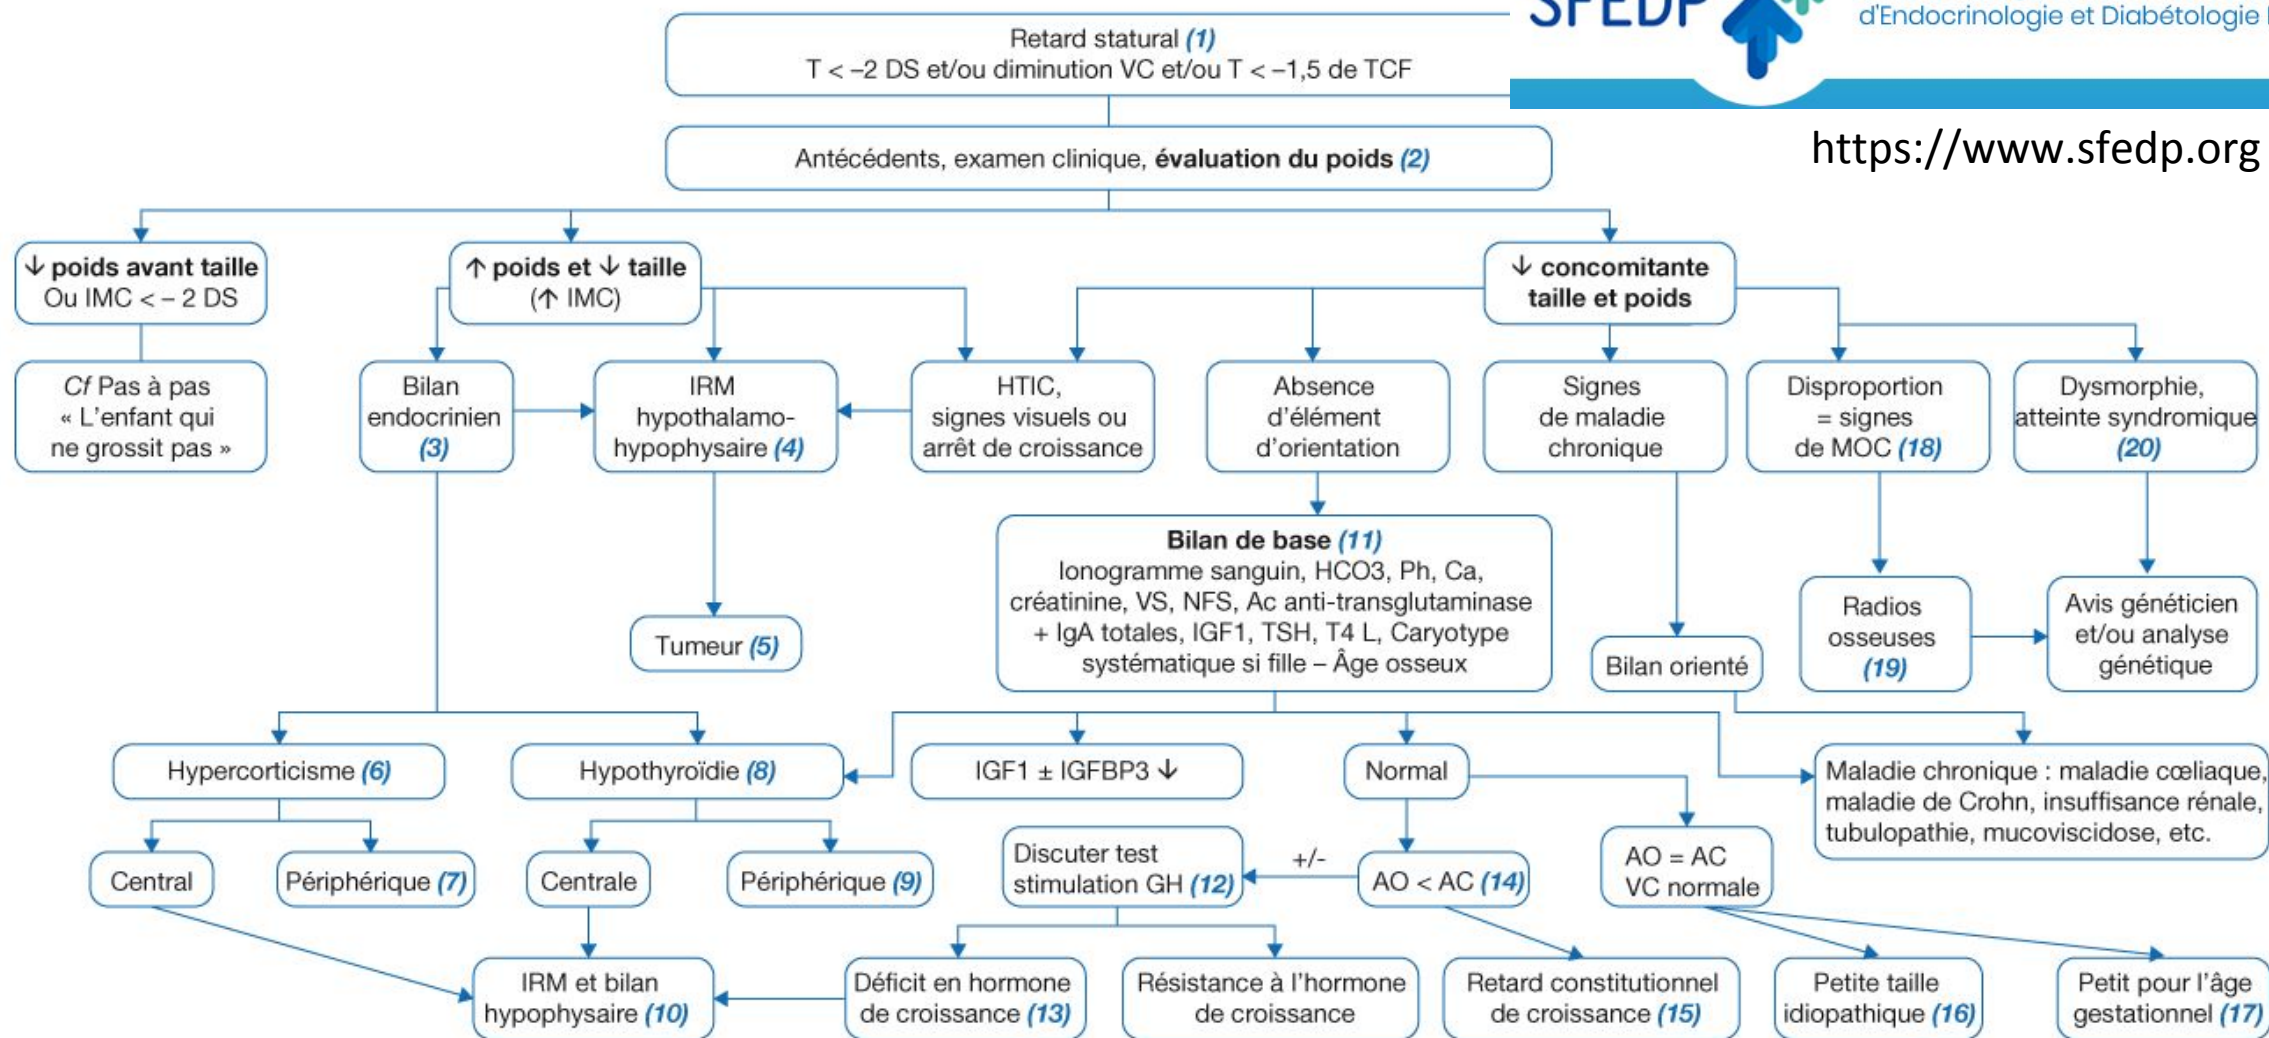 SFEDP
d'Endocrinologie et Diabétologie
https://www.sfedp.org
Retard statural (1)
T < –2 DS et/ou diminution VC et/ou T < –1,5 de TCF
Antécédents, examen clinique, évaluation du poids (2)
↓ poids avant taille
Ou IMC < – 2 DS
↑ poids et ↓ taille
(↑ IMC)
↓ concomitante
taille et poids
Cf Pas à pas
« L'enfant qui
ne grossit pas »
Bilan
endocrinien
(3)
IRM
hypothalamo-
hypophysaire (4)
HTIC,
signes visuels ou
arrêt de croissance
Absence
d'élément
d'orientation
Signes
de maladie
chronique
Disproportion
= signes
de MOC (18)
Dysmorphie,
atteinte syndromique
(20)
Bilan de base (11)
Ionogramme sanguin, HCO3, Ph, Ca,
créatinine, VS, NFS, Ac anti-transglutaminase
+ IgA totales, IGF1, TSH, T4 L, Caryotype
systématique si fille – Âge osseux
Tumeur (5)
Bilan orienté
Radios
osseuses
(19)
Avis généticien
et/ou analyse
génétique
Hypercorticisme (6)
Hypothyroïdie (8)
IGF1 ± IGFBP3 ↓
Normal
Maladie chronique : maladie cœliaque,
maladie de Crohn, insuffisance rénale,
tubulopathie, mucoviscidose, etc.
Central
Périphérique (7)
Centrale
Périphérique (9)
Discuter test
stimulation GH (12)
+/-
AO < AC (14)
AO = AC
VC normale
IRM et bilan
hypophysaire (10)
Déficit en hormone
de croissance (13)
Résistance à l'hormone
de croissance
Retard constitutionnel
de croissance (15)
Petite taille
idiopathique (16)
Petit pour l'âge
gestationnel (17)